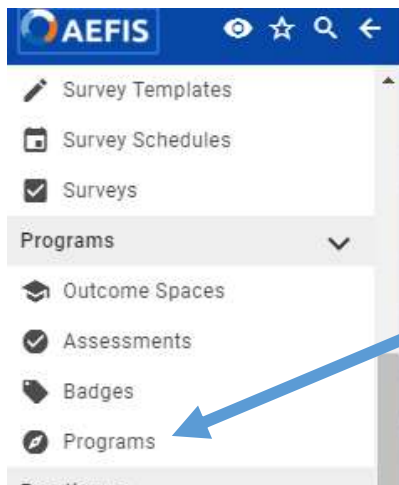 AEFIS
Survey Templates
Survey Schedules
Surveys
Programs
Outcome Spaces
Assessments
Badges
Programs